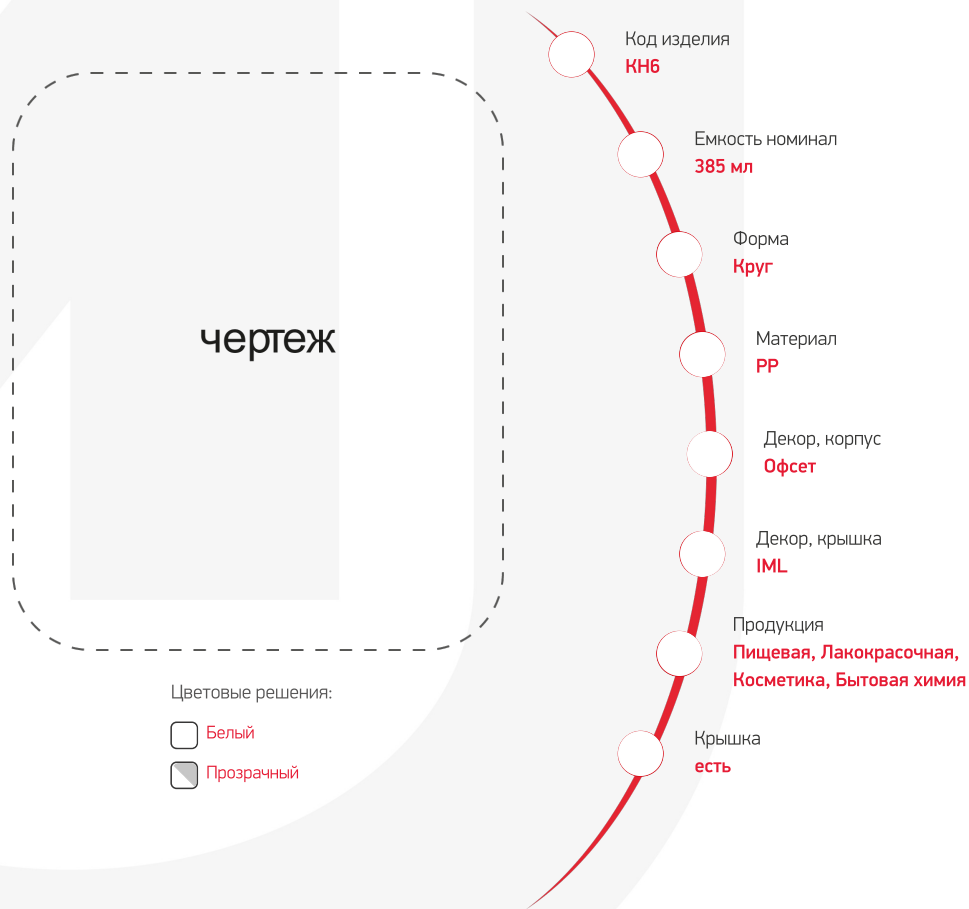 чертеж
Цветовые решения:
Белый
Прозрачный
Код изделия
КН6
Емкость номинал
385 мл
Форма
Круг
Материал
PP
Декор, корпус
Офсет
Декор, крышка
IML
Продукция
Пищевая, Лакокрасочная,
Косметика, Бытовая химия
Крышка
есть